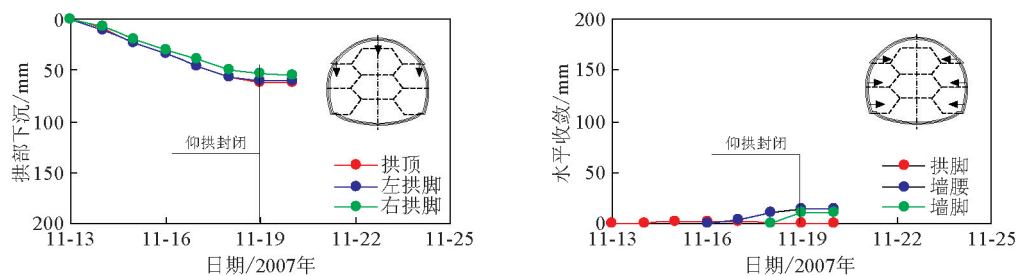 拱部下沉/mm
0
50
100
150
200
仰拱封闭
拱顶
左拱脚
右拱脚
11-13
11-16
11-19
11-22
11-25
日期/2007年
水平收敛/mm
200
150
100
50
0
仰拱封闭
拱脚
墙腰
墙脚
11-13
11-16
11-19
11-22
11-25
日期/2007年